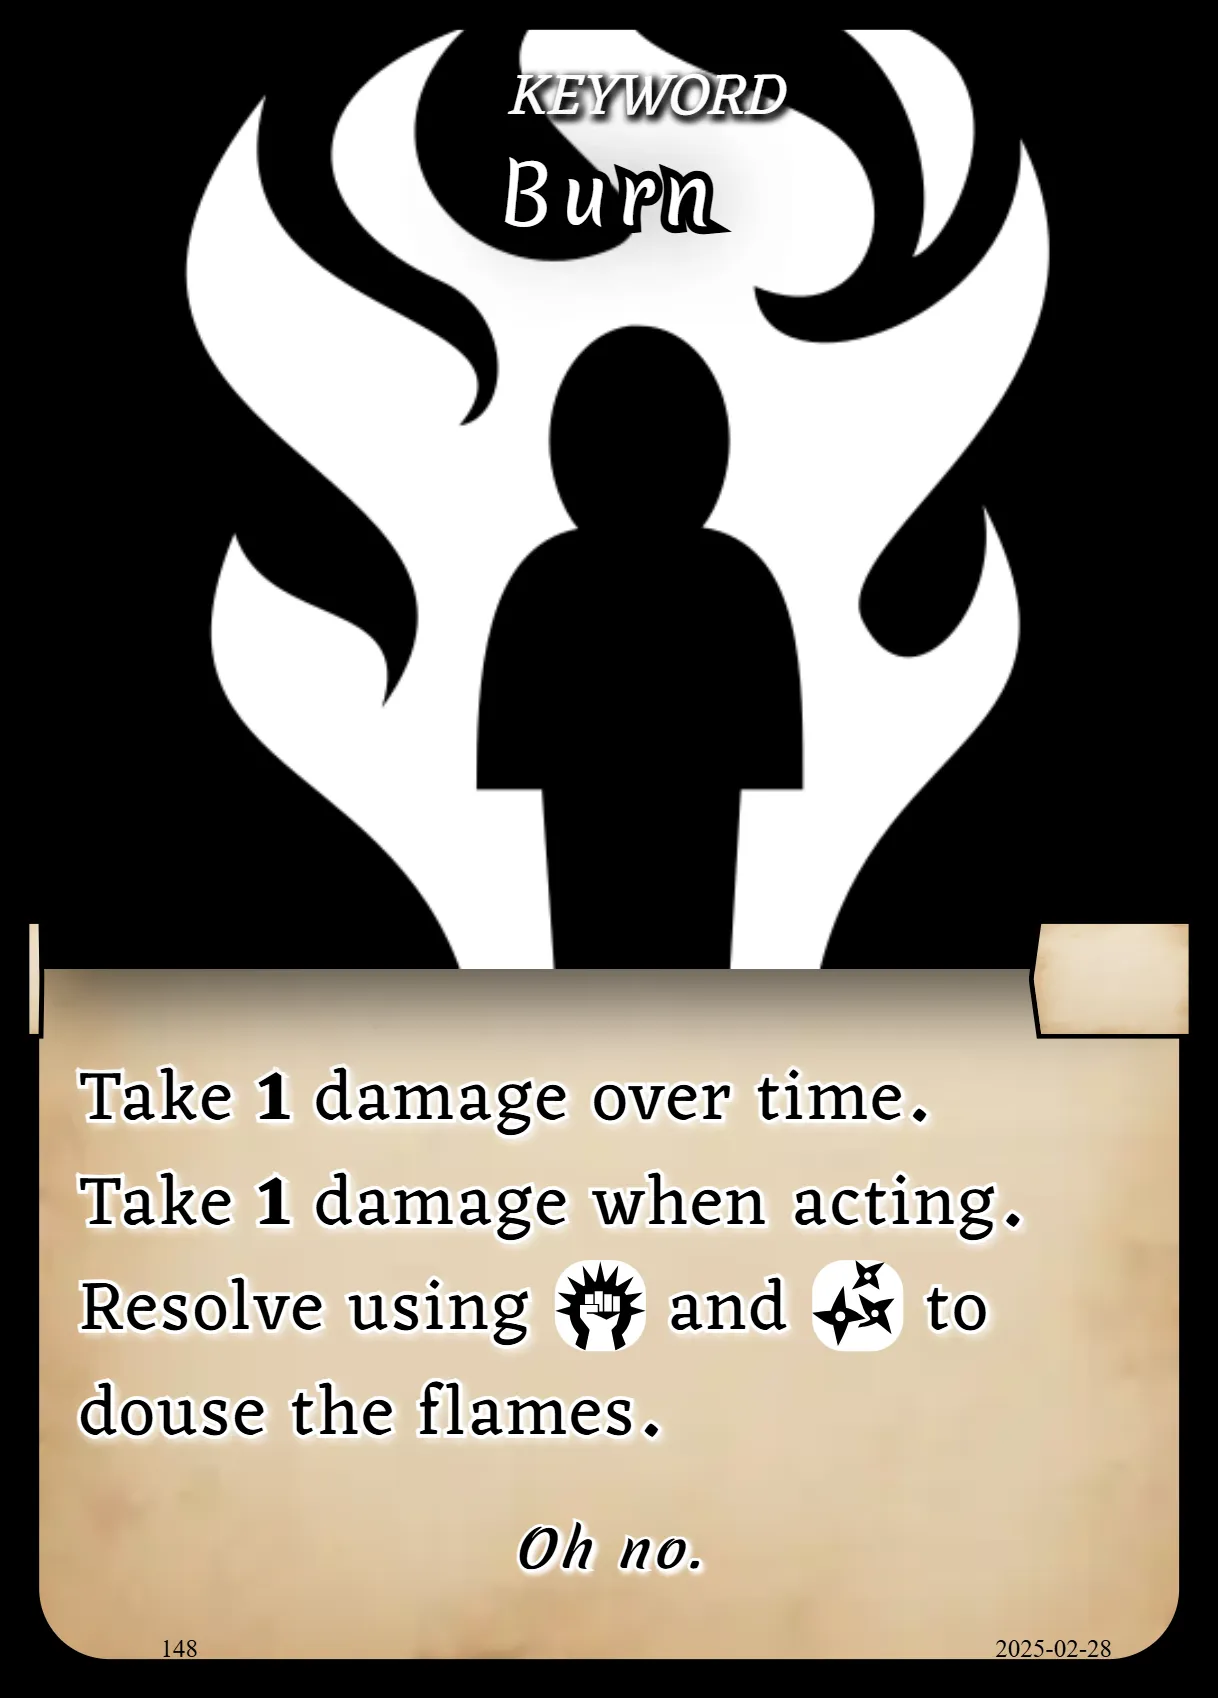 KEYWORD
Burn
Take 1 damage over time.
Take 1 damage when acting.
Resolve using and to
douse the flames.
Oh no.
148
2025-02-28